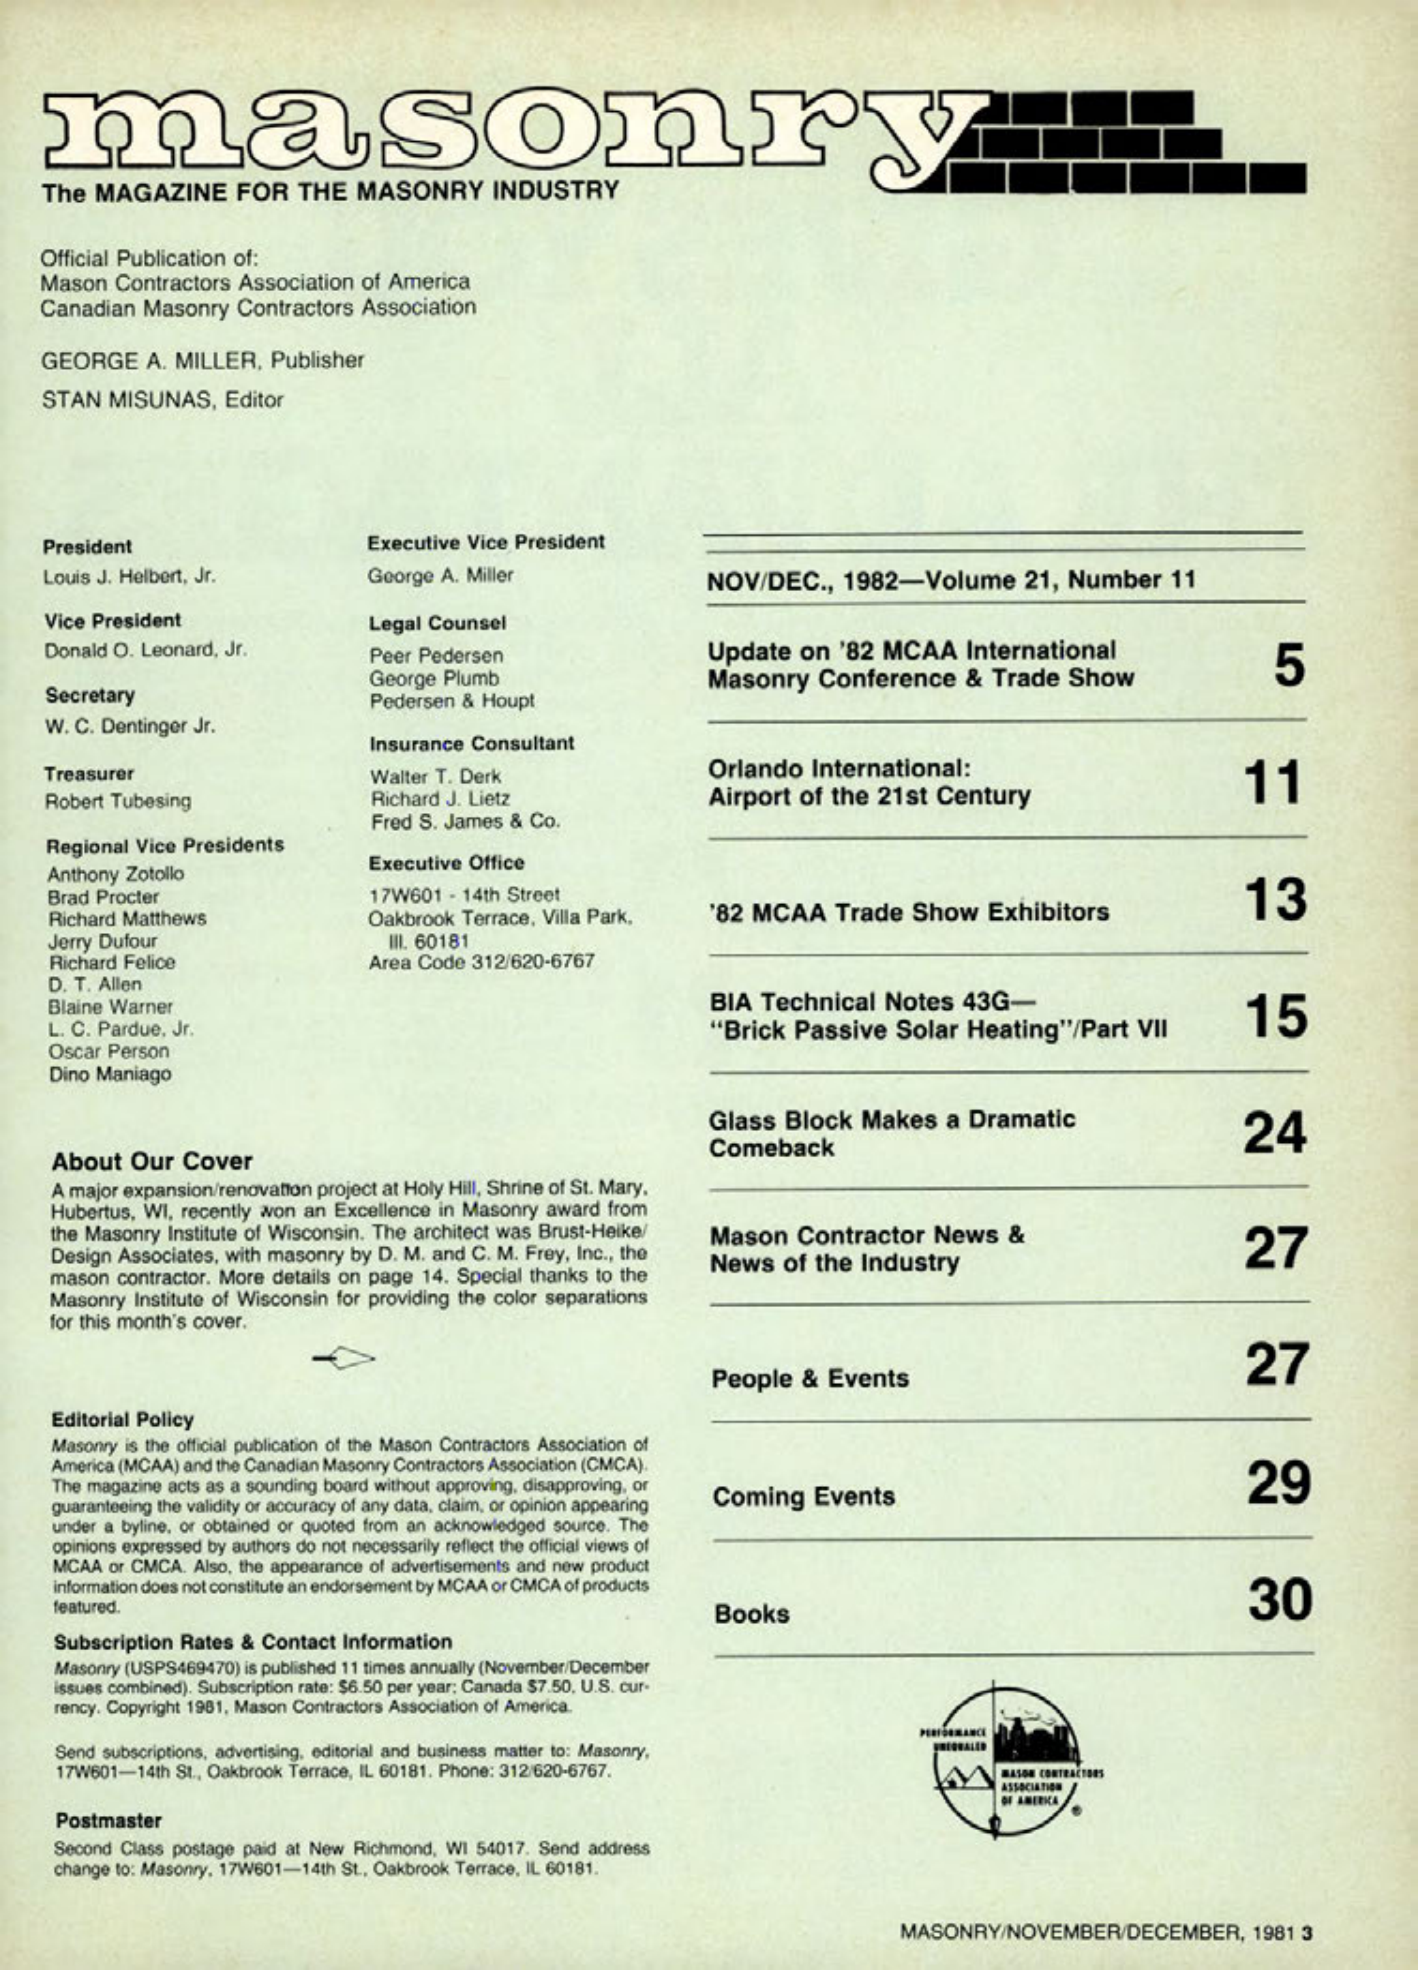 masonry
The MAGAZINE FOR THE MASONRY INDUSTRY
Official Publication of:
Mason Contractors Association of America
Canadian Masonry Contractors Association
GEORGE A. MILLER, Publisher
STAN MISUNAS, Editor
President
Louis J. Helbert, Jr.
Vice President
Donald O. Leonard, Jr.
Secretary
W. C. Dentinger Jr.
Treasurer
Robert Tubesing
Regional Vice Presidents
Anthony Zotollo
Brad Procter
Richard Matthews
Jerry Dufour
Richard Felice
D. T. Allen
Blaine Warner
L. C. Pardue, Jr.
Oscar Person
Dino Maniago
Executive Vice President
George A. Miller
Legal Counsel
Peer Pedersen
George Plumb
Pedersen & Houpt
Insurance Consultant
Walter T. Derk
Richard J. Lietz
Fred S. James & Co.
Executive Office
17W601 - 14th Street
Oakbrook Terrace, Villa Park,
Ill. 60181
Area Code 312/620-6767
About Our Cover
A major expansion/renovation project at Holy Hill, Shrine of St. Mary,
Hubertus, WI, recently won an Excellence in Masonry award from
the Masonry Institute of Wisconsin. The architect was Brust-Heike/
Design Associates, with masonry by D. M. and C. M. Frey, Inc., the
mason contractor. More details on page 14. Special thanks to the
Masonry Institute of Wisconsin for providing the color separations
for this month's cover.
Editorial Policy
Masonry is the official publication of the Mason Contractors Association of
America (MCAA) and the Canadian Masonry Contractors Association (CMCA).
The magazine acts as a sounding board without approving, disapproving, or
guaranteeing the validity or accuracy of any data, claim, or opinion appearing
under a byline, or obtained or quoted from an acknowledged source. The
opinions expressed by authors do not necessarily reflect the official views of
MCAA or CMCA. Also, the appearance of advertisements and new product
information does not constitute an endorsement by MCAA or CMCA of products
featured.
Subscription Rates & Contact Information
Masonry (USPS469470) is published 11 times annually (November/December
issues combined). Subscription rate: $6.50 per year; Canada $7.50, U.S. cur-
rency. Copyright 1981, Mason Contractors Association of America.
Send subscriptions, advertising, editorial and business matter to: Masonry,
17W601—14th St., Oakbrook Terrace, IL 60181. Phone: 312/620-6767.
Postmaster
Second Class postage paid at New Richmond, WI 54017. Send address
change to: Masonry, 17W601—14th St., Oakbrook Terrace, IL 60181.
NOV/DEC., 1982—Volume 21, Number 11
Update on '82 MCAA International
Masonry Conference & Trade Show 5
Orlando International:
Airport of the 21st Century 11
'82 MCAA Trade Show Exhibitors 13
BIA Technical Notes 43G—
"Brick Passive Solar Heating"/Part VII 15
Glass Block Makes a Dramatic
Comeback 24
Mason Contractor News &
News of the Industry 27
People & Events 27
Coming Events 29
Books 30
PERFORMANCE
UNEQUALED
MASON CONTRACTORS
ASSOCIATION
OF AMERICA
®
MASONRY/NOVEMBER/DECEMBER, 1981 3